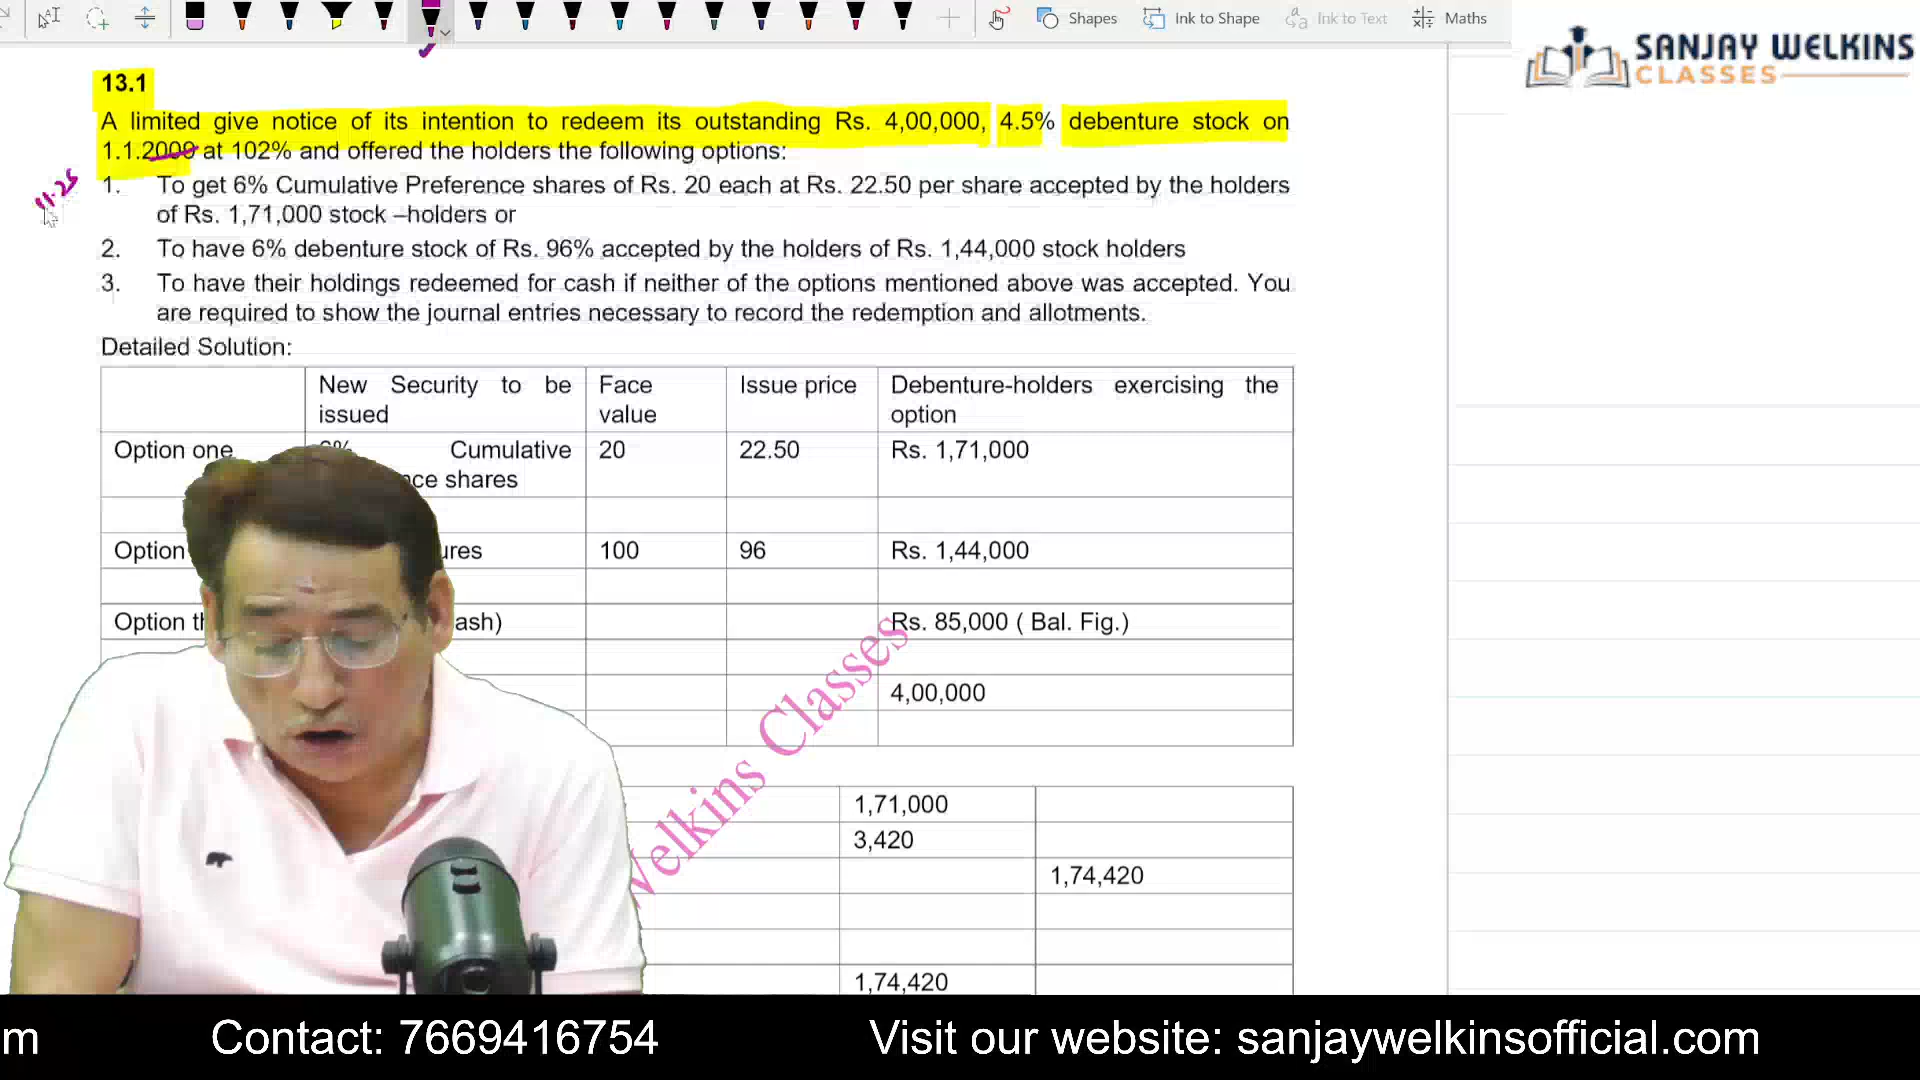 Shapes Ink to Shape Ink to Text Maths
SANJAY WELKINS
CLASSES
13.1
A limited give notice of its intention to redeem its outstanding Rs. 4,00,000, 4.5% debenture stock on
1.1.2009 at 102% and offered the holders the following options:
1. To get 6% Cumulative Preference shares of Rs. 20 each at Rs. 22.50 per share accepted by the holders
of Rs. 1,71,000 stock –holders or
2. To have 6% debenture stock of Rs. 96% accepted by the holders of Rs. 1,44,000 stock holders
3. To have their holdings redeemed for cash if neither of the options mentioned above was accepted. You
are required to show the journal entries necessary to record the redemption and allotments.
Detailed Solution:
New Security to be Face Issue price Debenture-holders exercising the
issued value option
Option one Cumulative 20 22.50 Rs. 1,71,000
shares
Option 100 96 Rs. 1,44,000
Option Rs. 85,000 ( Bal. Fig.)
4,00,000
Welkins Classes
1,71,000
3,420
1,74,420
1,74,420
m Contact: 7669416754 Visit our website: sanjaywelkinsofficial.com